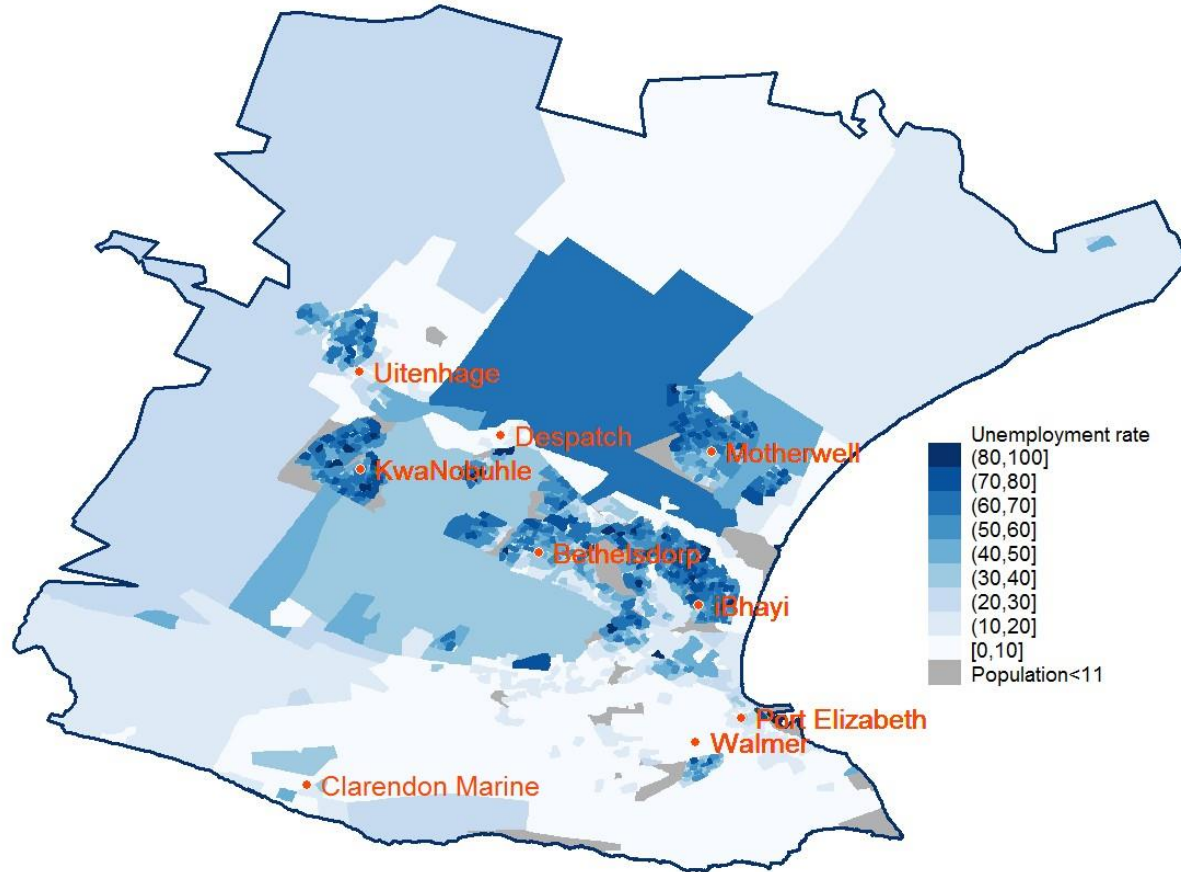 Uitenhage
Despatch
KwaNobuhle
Motherwell
Bethelsdorp
iBhayi
Port Elizabeth
Walmer
Clarendon Marine
Unemployment rate
(80,100]
(70,80]
(60,70]
(50,60]
(40,50]
(30,40]
(20,30]
(10,20]
[0,10]
Population<11